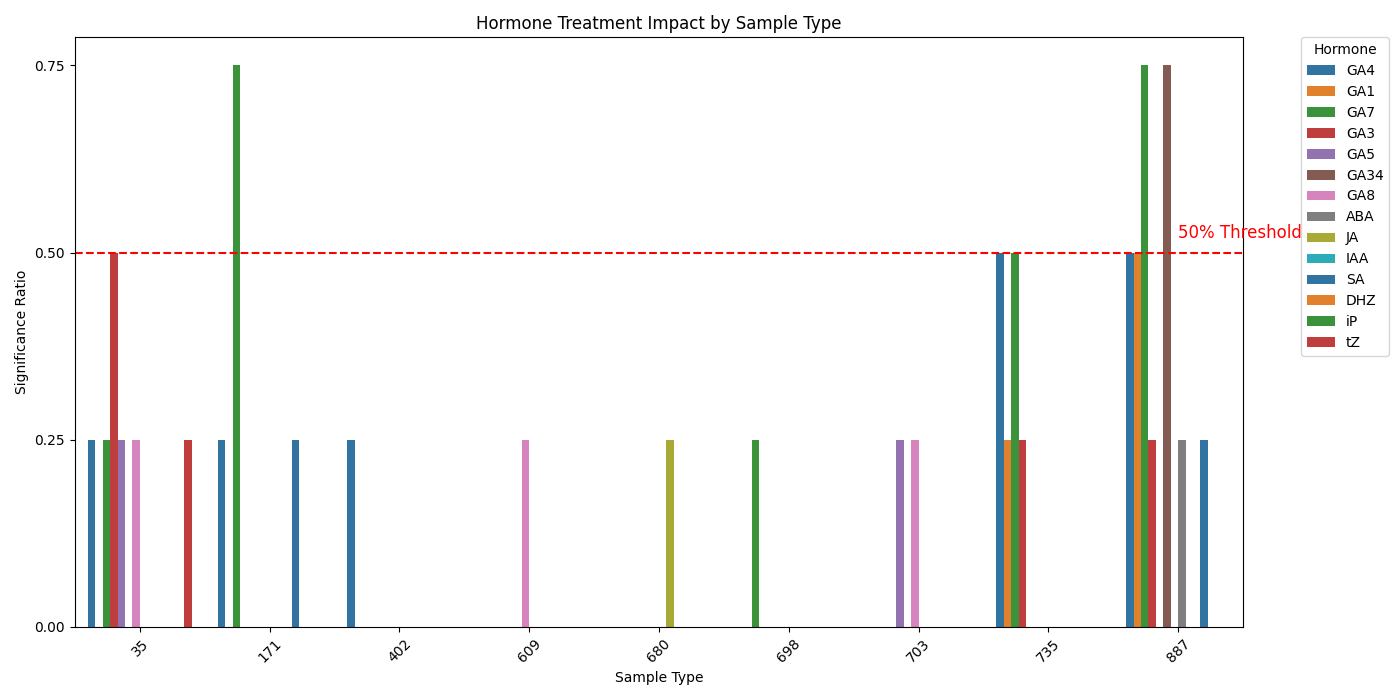 Hormone Treatment Impact by Sample Type
Significance Ratio
0.75
0.50
0.25
0.00
50% Threshold
35
171
402
609
680
698
703
735
887
Sample Type
Hormone
GA4
GA1
GA7
GA3
GA5
GA34
GA8
ABA
JA
IAA
SA
DHZ
iP
tZ